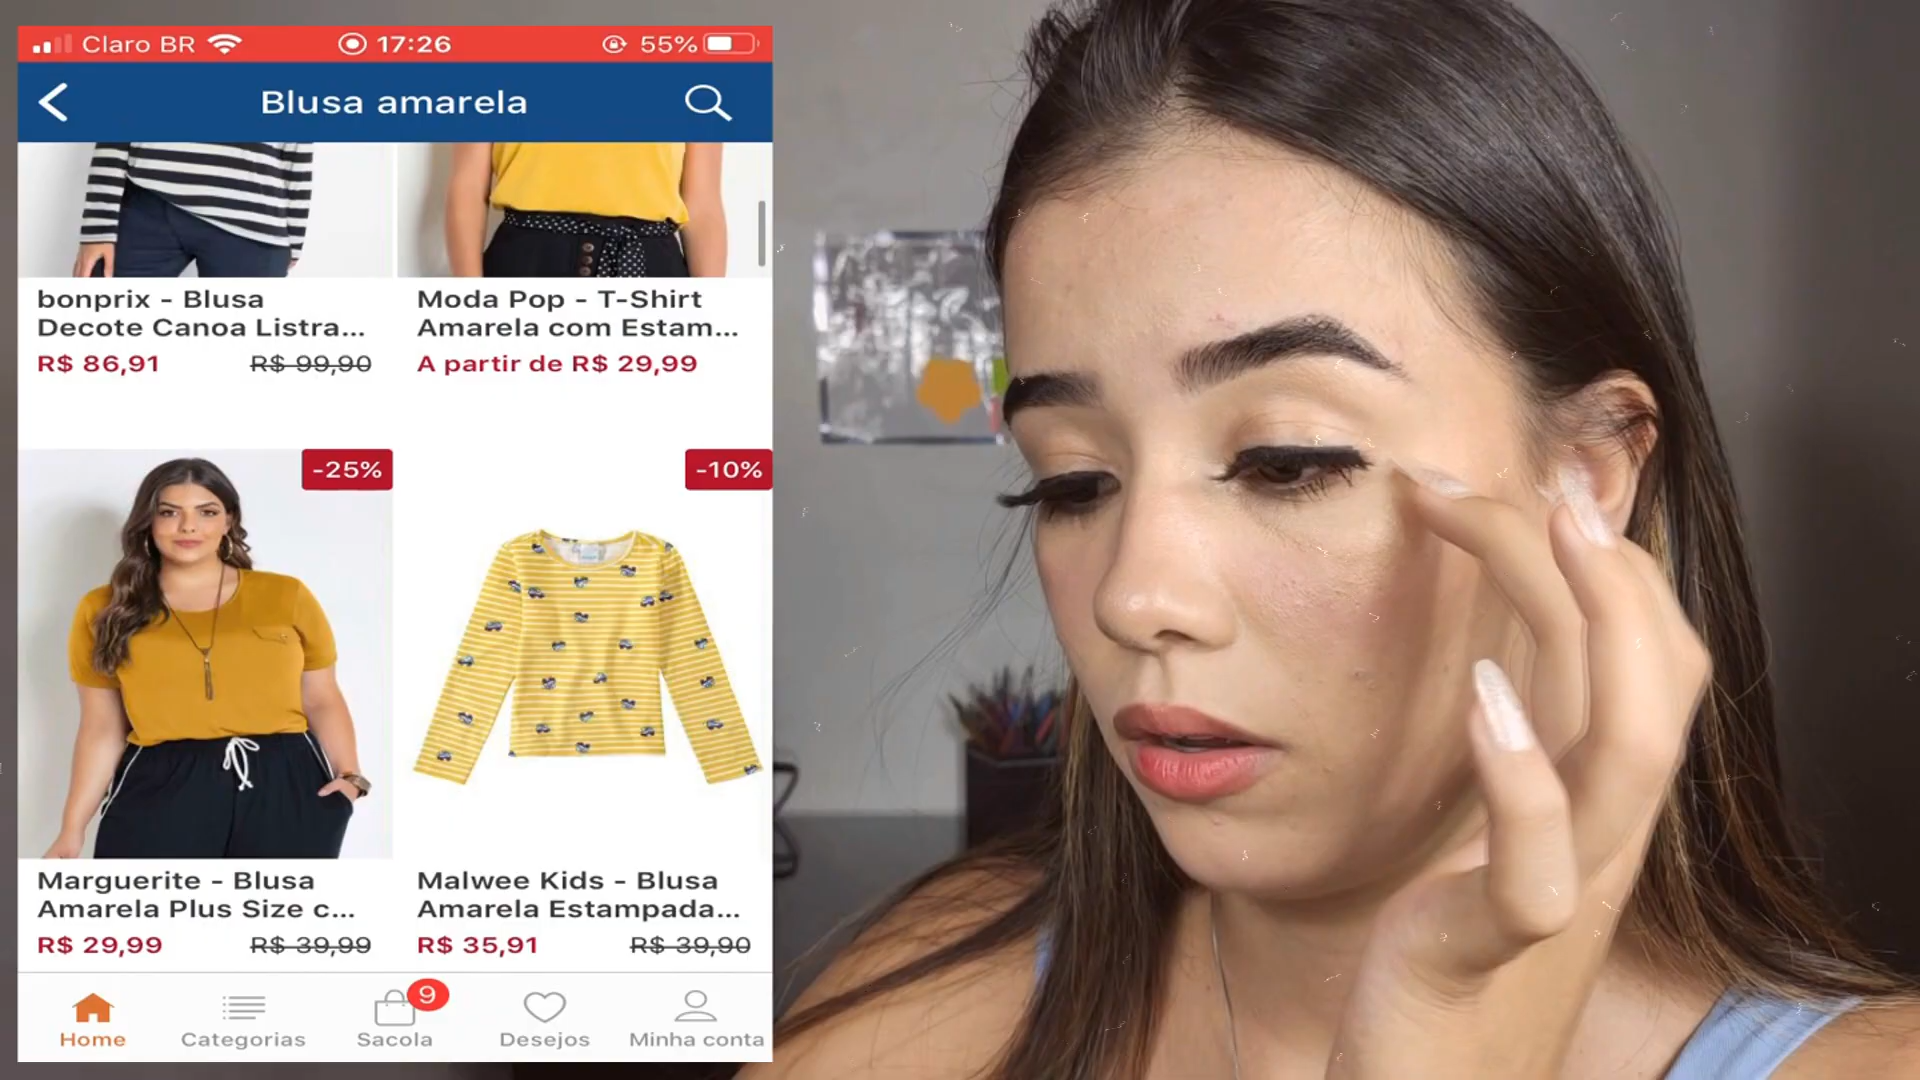 Claro BR
17:26
55%
Blusa amarela
bonprix - Blusa
Decote Canoa Listra...
R$ 86,91 R$ 99,90
Moda Pop - T-Shirt
Amarela com Estam...
A partir de R$ 29,99
-25%
-10%
Marguerite - Blusa
Amarela Plus Size c...
R$ 29,99 R$ 39,99
Malwee Kids - Blusa
Amarela Estampada...
R$ 35,91 R$ 39,90
9
Home Categorias Sacola Desejos Minha conta